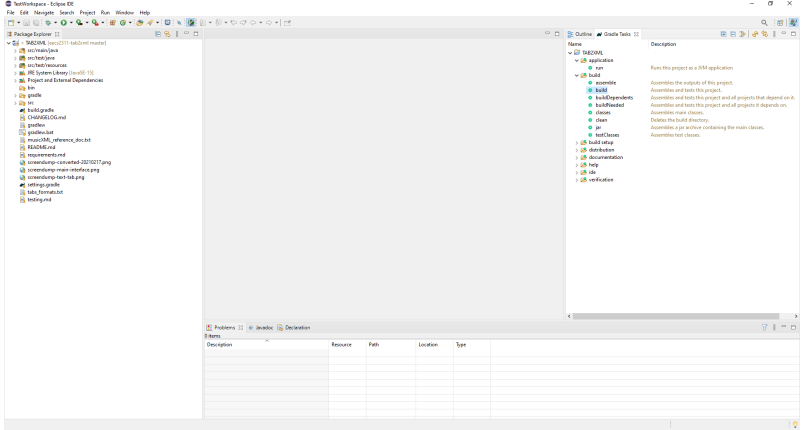 TestWorkspace - Eclipse IDE
File Edit Navigate Search Project Run Window Help
Package Explorer
TAB2XML [eecs2311-tab2xml master]
src/main/java
src/test/java
src/test/resources
JRE System Library [JavaSE-15]
Project and External Dependencies
bin
gradle
src
build.gradle
CHANGELOG.md
gradlew
gradlew.bat
musicXML_reference_doc.txt
README.md
requirements.md
screendump-converted-20210217.png
screendump-main-interface.png
screendump-text-tab.png
settings.gradle
tabs_formats.txt
testing.md
Outline Gradle Tasks
Name Description
TAB2XML
application
run Runs this project as a JVM application
build
assemble Assembles the outputs of this project.
build Assembles and tests this project.
buildDependents Assembles and tests this project and all projects that depend on it.
buildNeeded Assembles and tests this project and all projects it depends on.
classes Assembles main classes.
clean Deletes the build directory.
jar Assembles a jar archive containing the main classes.
testClasses Assembles test classes.
build setup
distribution
documentation
help
ide
verification
Problems Javadoc Declaration
0 items
Description Resource Path Location Type